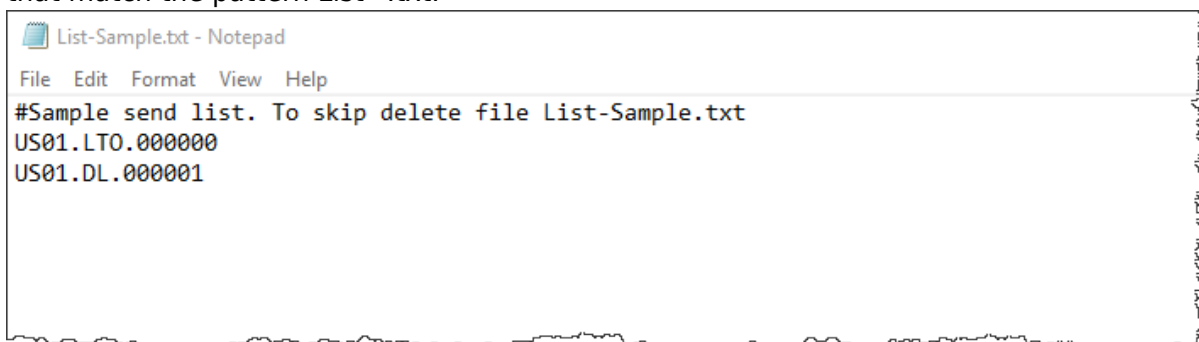 that match the pattern List-*.txt.
List-Sample.txt - Notepad
File Edit Format View Help
#Sample send list. To skip delete file List-Sample.txt
US01.LTO.000000
US01.DL.000001